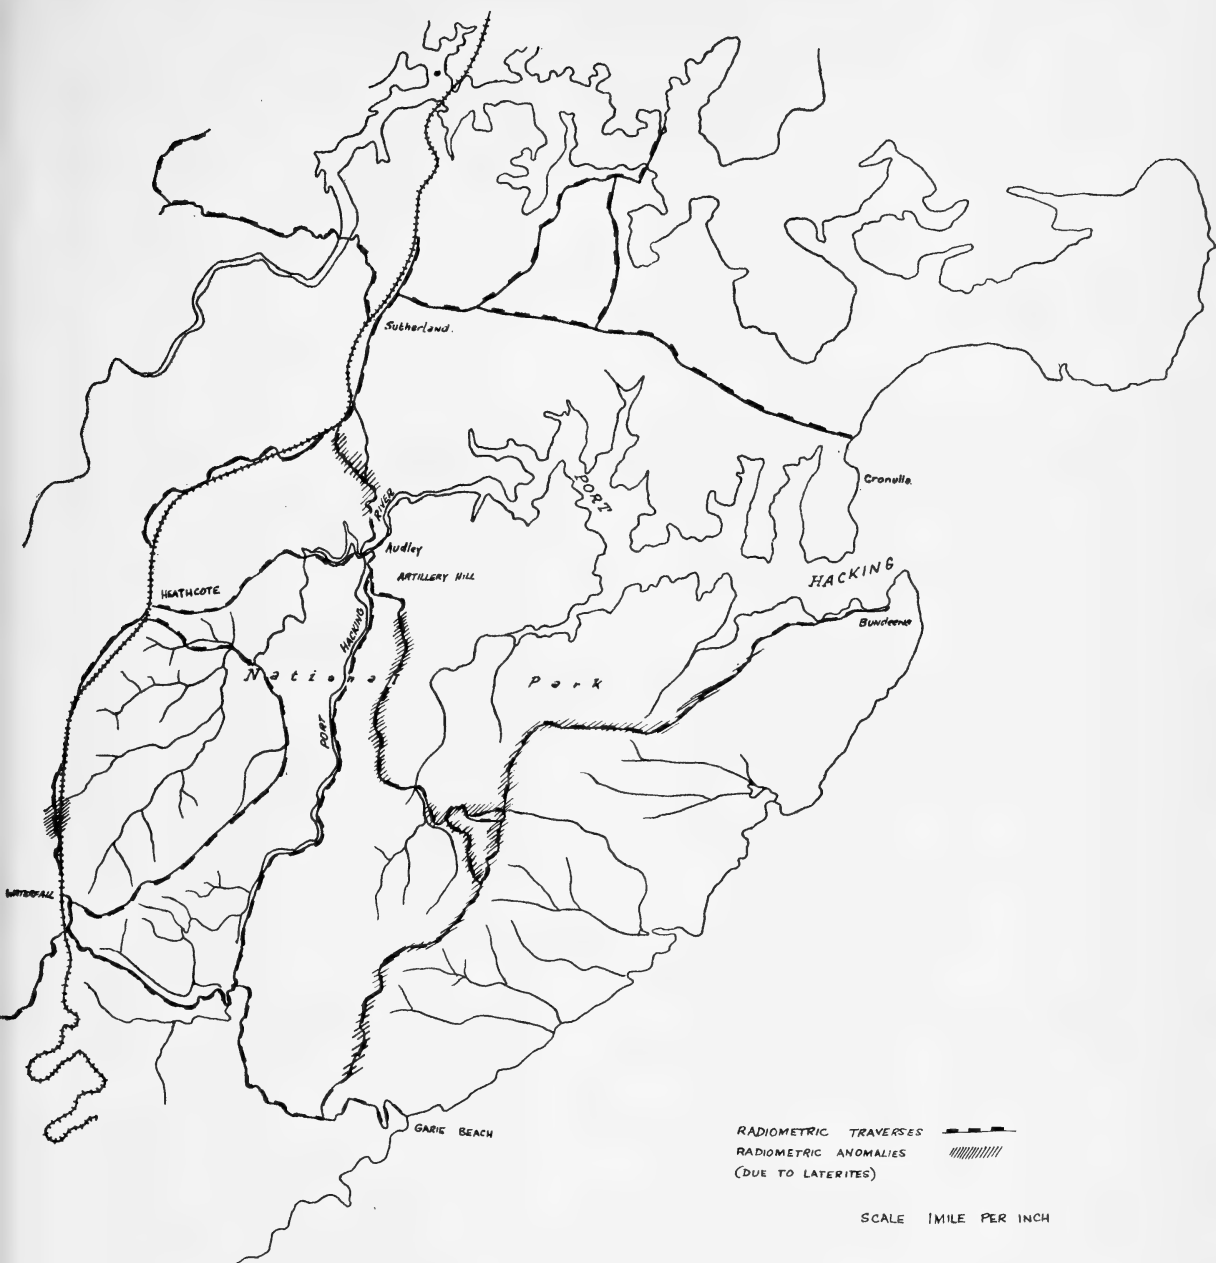 Sutherland.
Cronulla.
PORT
RIVER
Audley
ARTILLERY HILL
HACKING
HEATHCOTE
Bundeena
HACKING
National Park
PORT
WATERFALL
GARIE BEACH
RADIOMETRIC TRAVERSES
RADIOMETRIC ANOMALIES
(DUE TO LATERITES)
SCALE 1MILE PER INCH